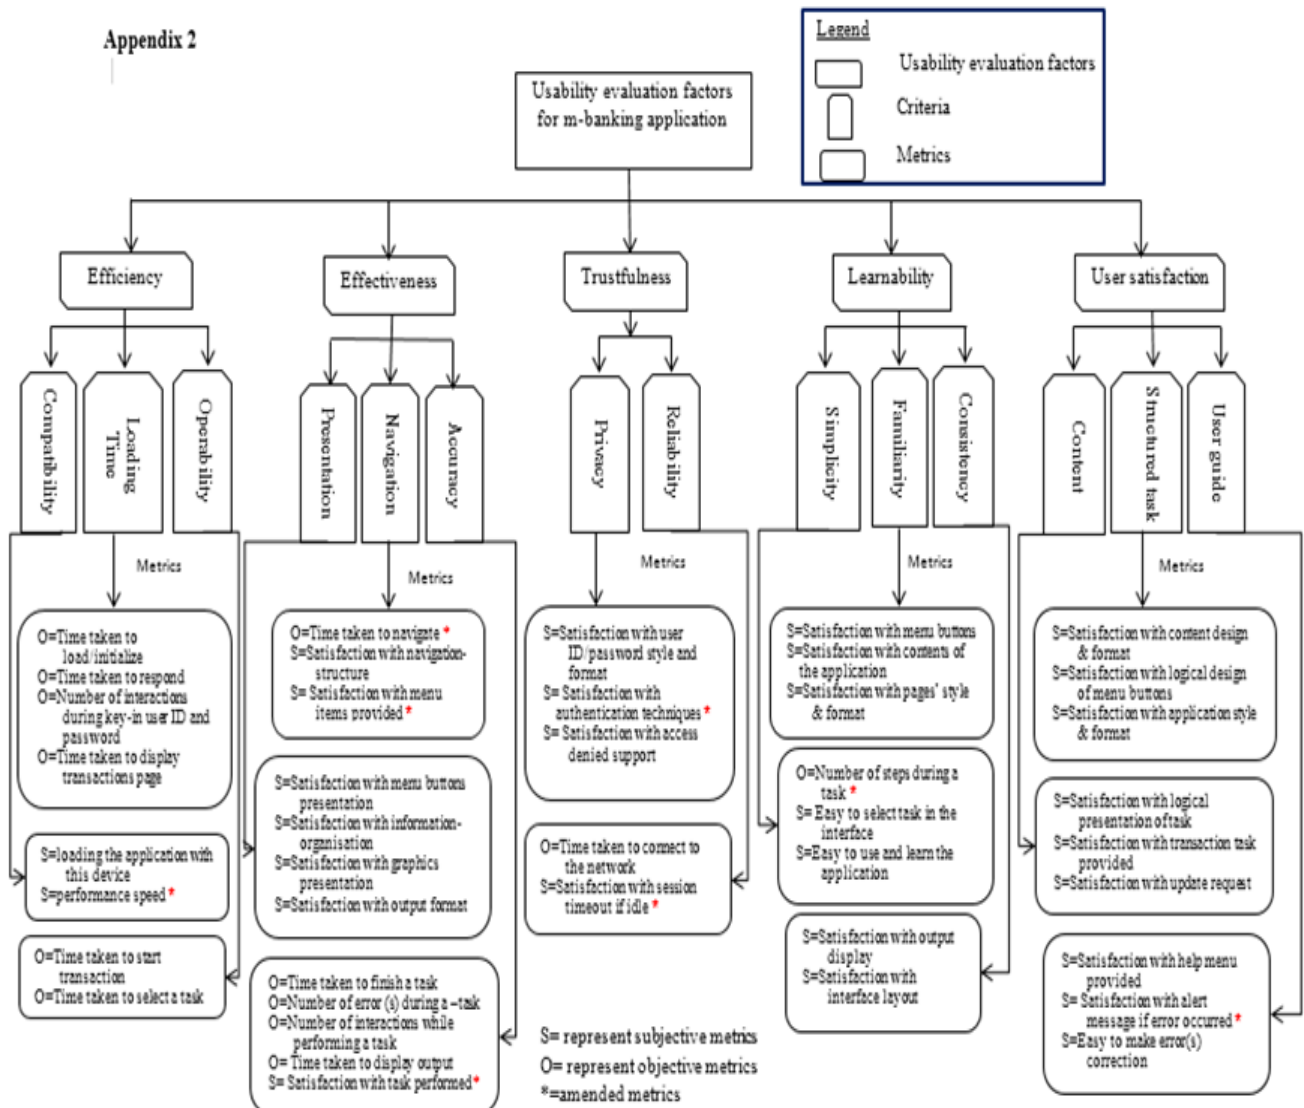 Appendix 2
Legend
Usability evaluation factors
Criteria
Metrics
Usability evaluation factors
for m-banking application
Efficiency
Effectiveness
Trustfulness
Learnability
User satisfaction
Compatibility
Loading
Time
Operability
Presentation
Navigation
Accuracy
Privacy
Reliability
Simplicity
Familiarity
Consistency
Content
Structured task
User guide
Metrics
Metrics
Metrics
Metrics
Metrics
O=Time taken to
load/initialize
O=Time taken to respond
O=Number of interactions
during key-in user ID and
password
O=Time taken to display
transactions page
S=loading the application with
this device
S=performance speed *
O=Time taken to start
transaction
O=Time taken to select a task
O=Time taken to navigate *
S=Satisfaction with navigation-
structure
S= Satisfaction with menu
items provided *
S=Satisfaction with menu buttons
presentation
S=Satisfaction with information-
organisation
S=Satisfaction with graphics
presentation
S=Satisfaction with output format
O=Time taken to finish a task
O=Number of error (s) during a –task
O=Number of interactions while
performing a task
O= Time taken to display output
S= Satisfaction with task performed *
S=Satisfaction with user
ID/password style and
format
S= Satisfaction with
authentication techniques *
S= Satisfaction with access
denied support
O=Time taken to connect to
the network
S=Satisfaction with session
timeout if idle *
S=Satisfaction with menu buttons
S=Satisfaction with contents of
the application
S=Satisfaction with pages' style
& format
O=Number of steps during a
task *
S= Easy to select task in the
interface
S=Easy to use and learn the
application
S=Satisfaction with output
display
S=Satisfaction with
interface layout
S=Satisfaction with content design
& format
S=Satisfaction with logical design
of menu buttons
S=Satisfaction with application style
& format
S=Satisfaction with logical
presentation of task
S=Satisfaction with transaction task
provided
S=Satisfaction with update request
S=Satisfaction with help menu
provided
S= Satisfaction with alert
message if error occurred *
S=Easy to make error(s)
correction
S= represent subjective metrics
O= represent objective metrics
*=amended metrics